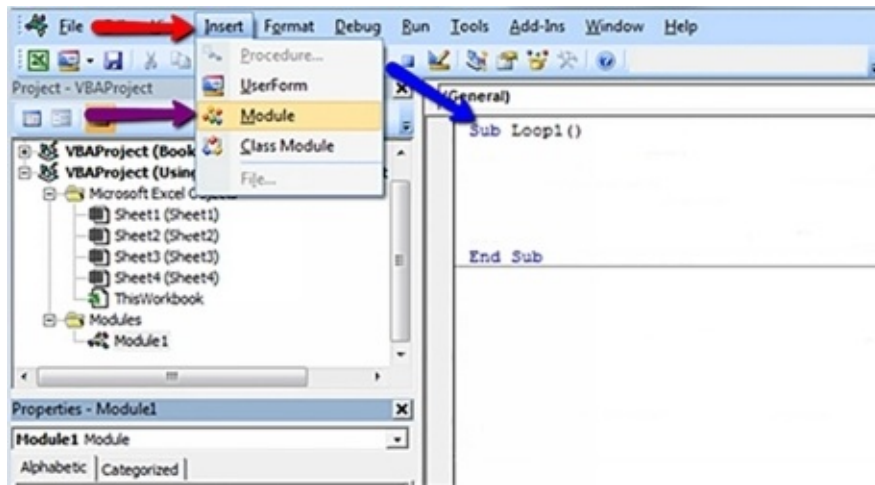 File Insert Format Debug Run Tools Add-Ins Window Help
Procedure...
UserForm
Module
Class Module
File...
Project - VBAProject
VBAProject (Book
VBAProject (Using
Microsoft Excel
Sheet1 (Sheet1)
Sheet2 (Sheet2)
Sheet3 (Sheet3)
Sheet4 (Sheet4)
ThisWorkbook
Modules
Module1
Properties - Module1
Module1 Module
Alphabetic Categorized
(General)
Sub Loop1()
End Sub